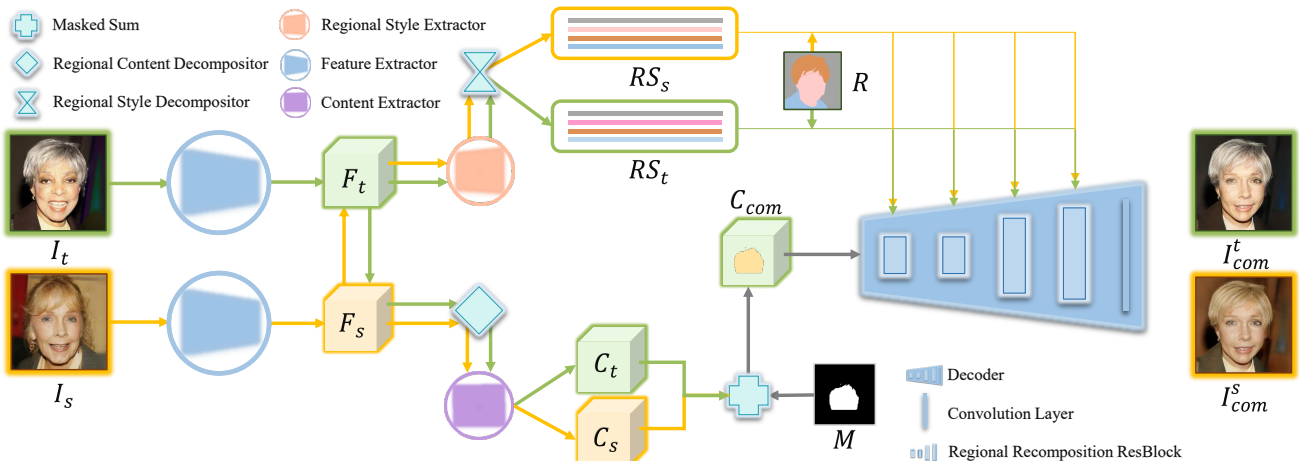 Masked Sum
Regional Style Extractor
Regional Content Decompositor
Feature Extractor
Regional Style Decompositor
Content Extractor
RS_s
RS_t
R
F_t
I_t
F_s
I_s
C_com
C_t
C_s
M
I^t_com
I^s_com
Decoder
Convolution Layer
Regional Recomposition ResBlock